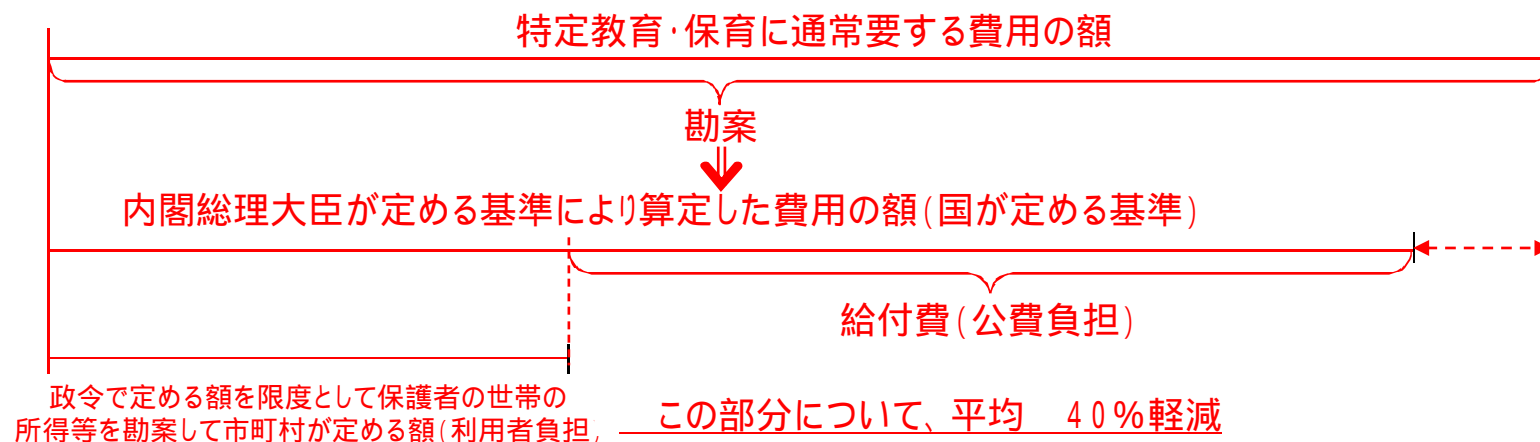 特定教育・保育に通常要する費用の額
勘案
内閣総理大臣が定める基準により算定した費用の額(国が定める基準)
給付費(公費負担)
政令で定める額を限度として保護者の世帯の
所得等を勘案して市町村が定める額(利用者負担
この部分について、平均 40%軽減